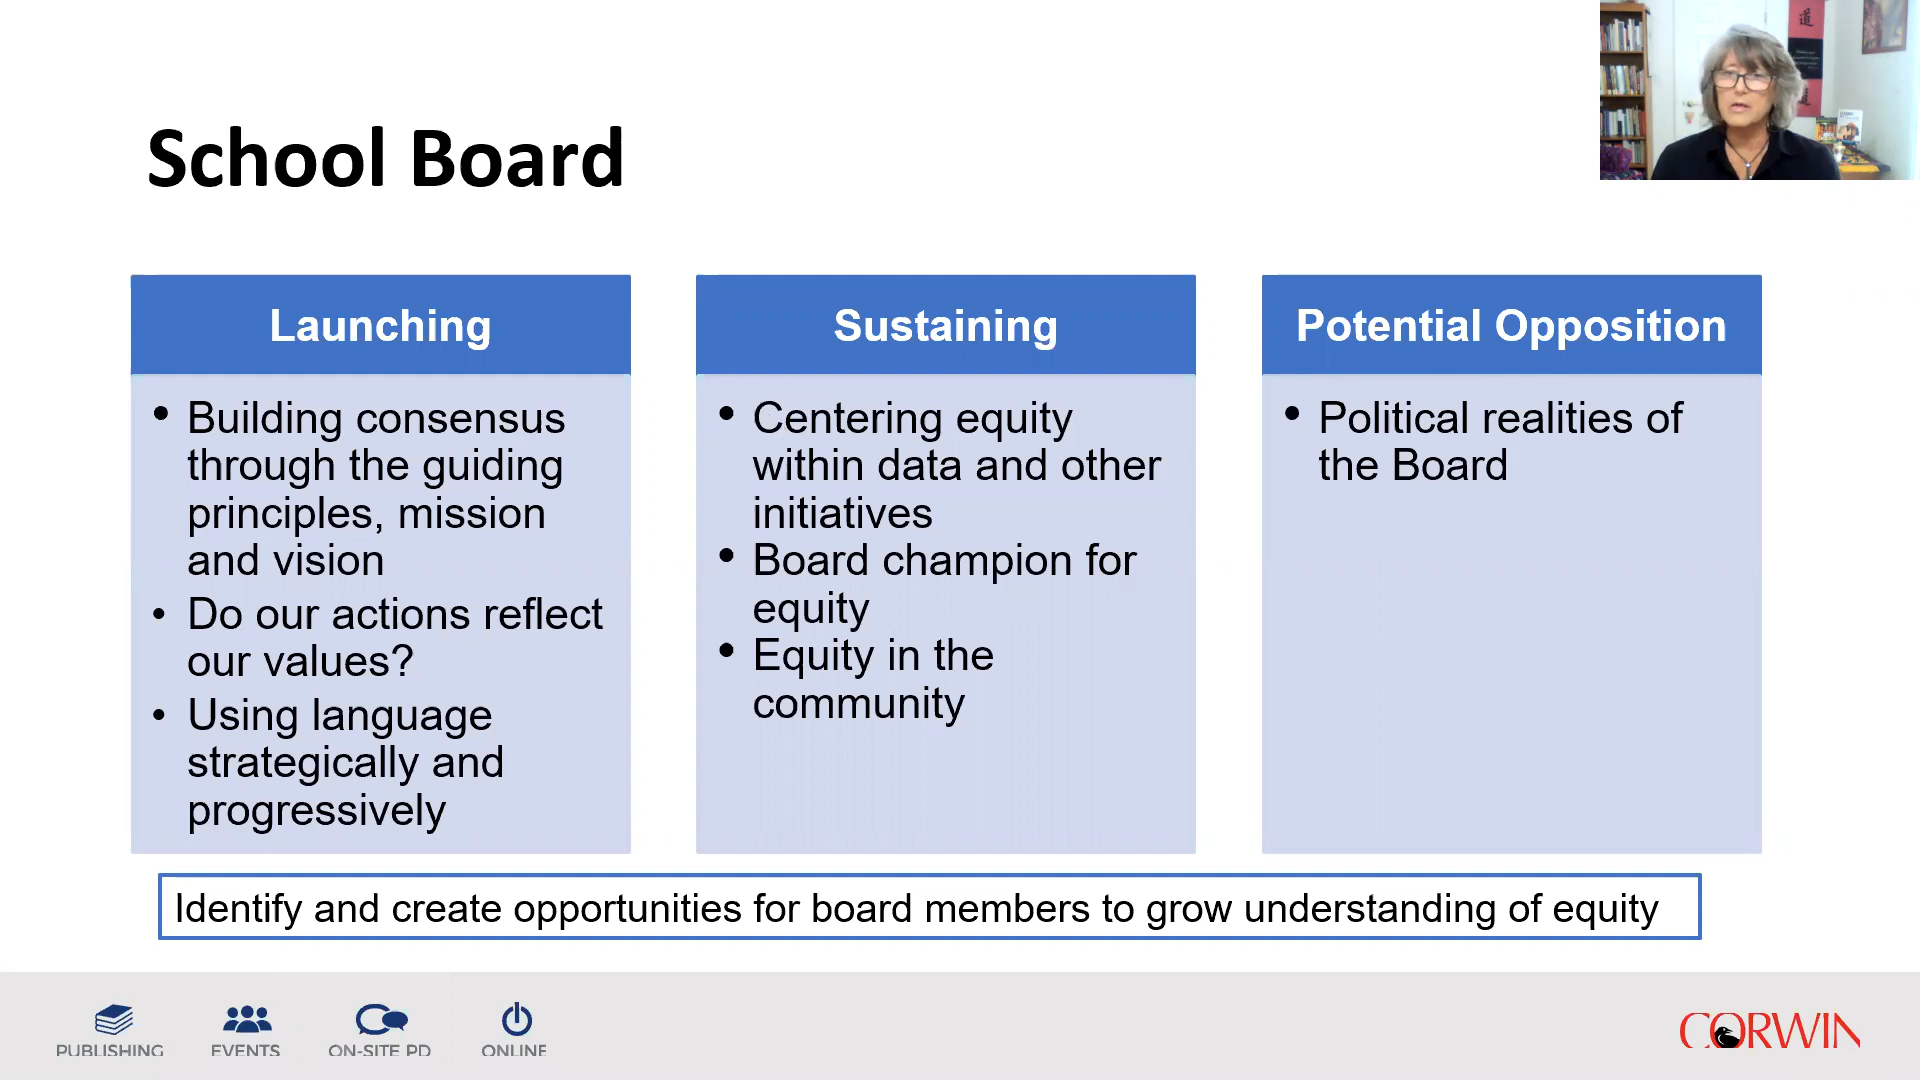 School Board
Launching
• Building consensus
through the guiding
principles, mission
and vision
• Do our actions reflect
our values?
• Using language
strategically and
progressively
Sustaining
• Centering equity
within data and other
initiatives
• Board champion for
equity
• Equity in the
community
Potential Opposition
• Political realities of
the Board
Identify and create opportunities for board members to grow understanding of equity
PUBLISHING
EVENTS
ON-SITE PD
ONLINE
CORWIN
道